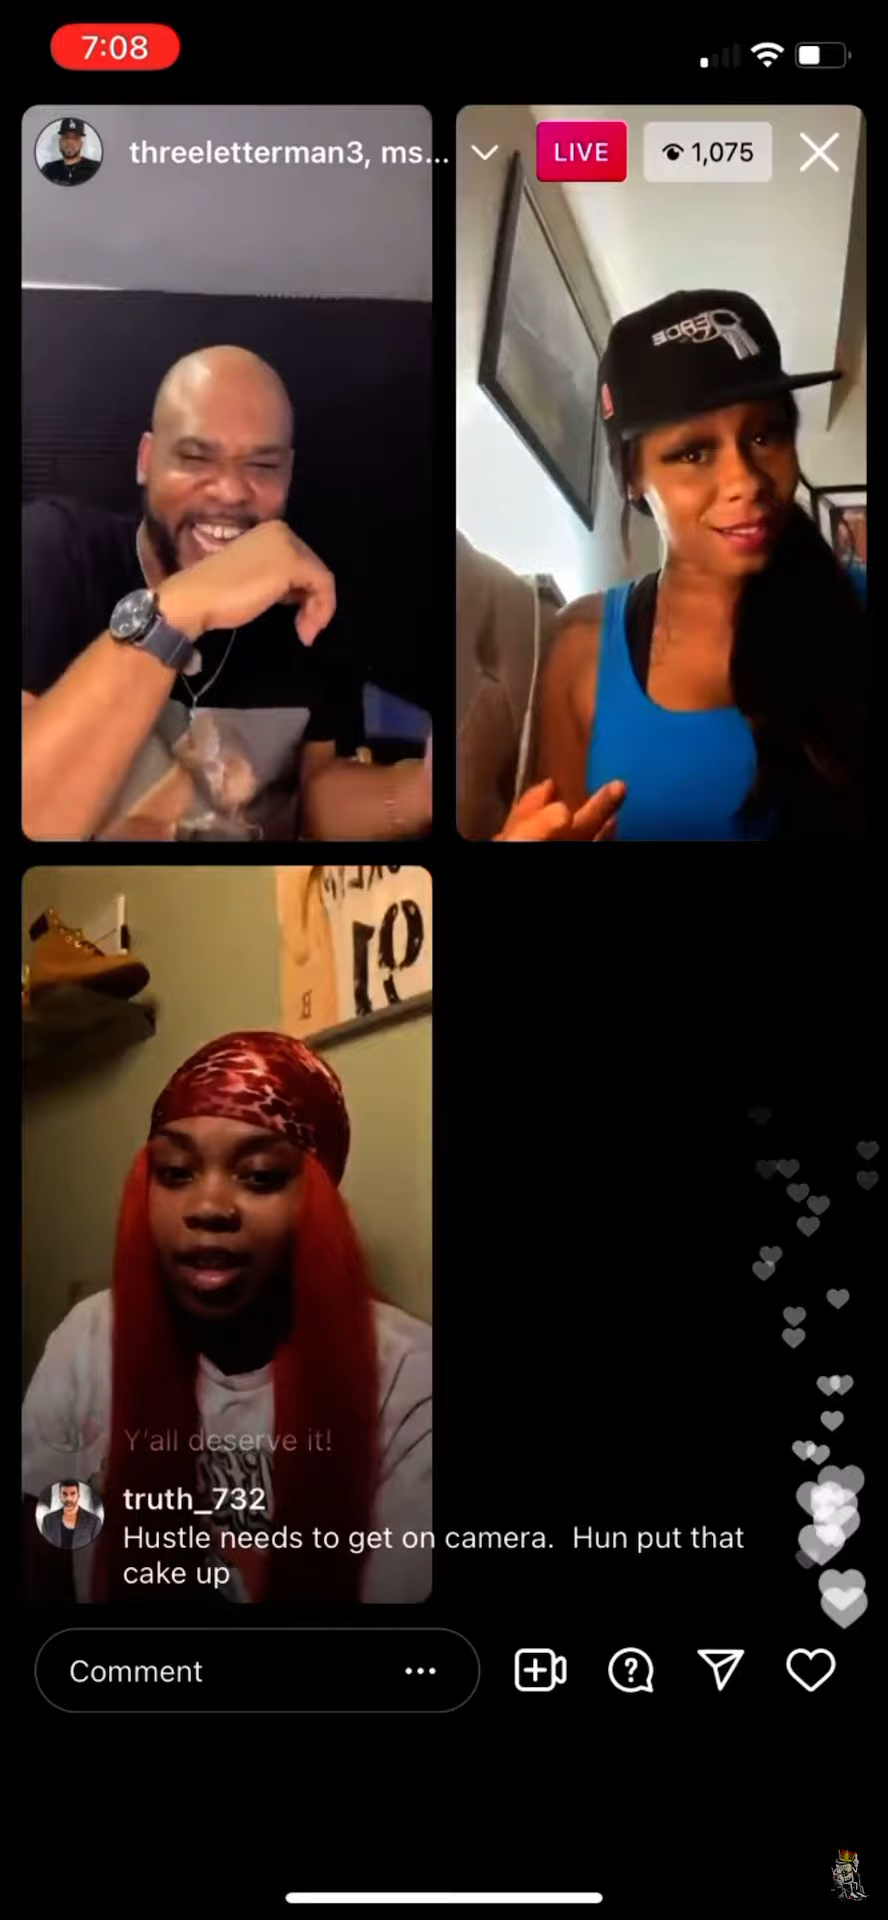 7:08
threeletterman3, ms...
LIVE
1,075
91
Y'all deserve it!
truth_732
Hustle needs to get on camera.  Hun put that
cake up
Comment